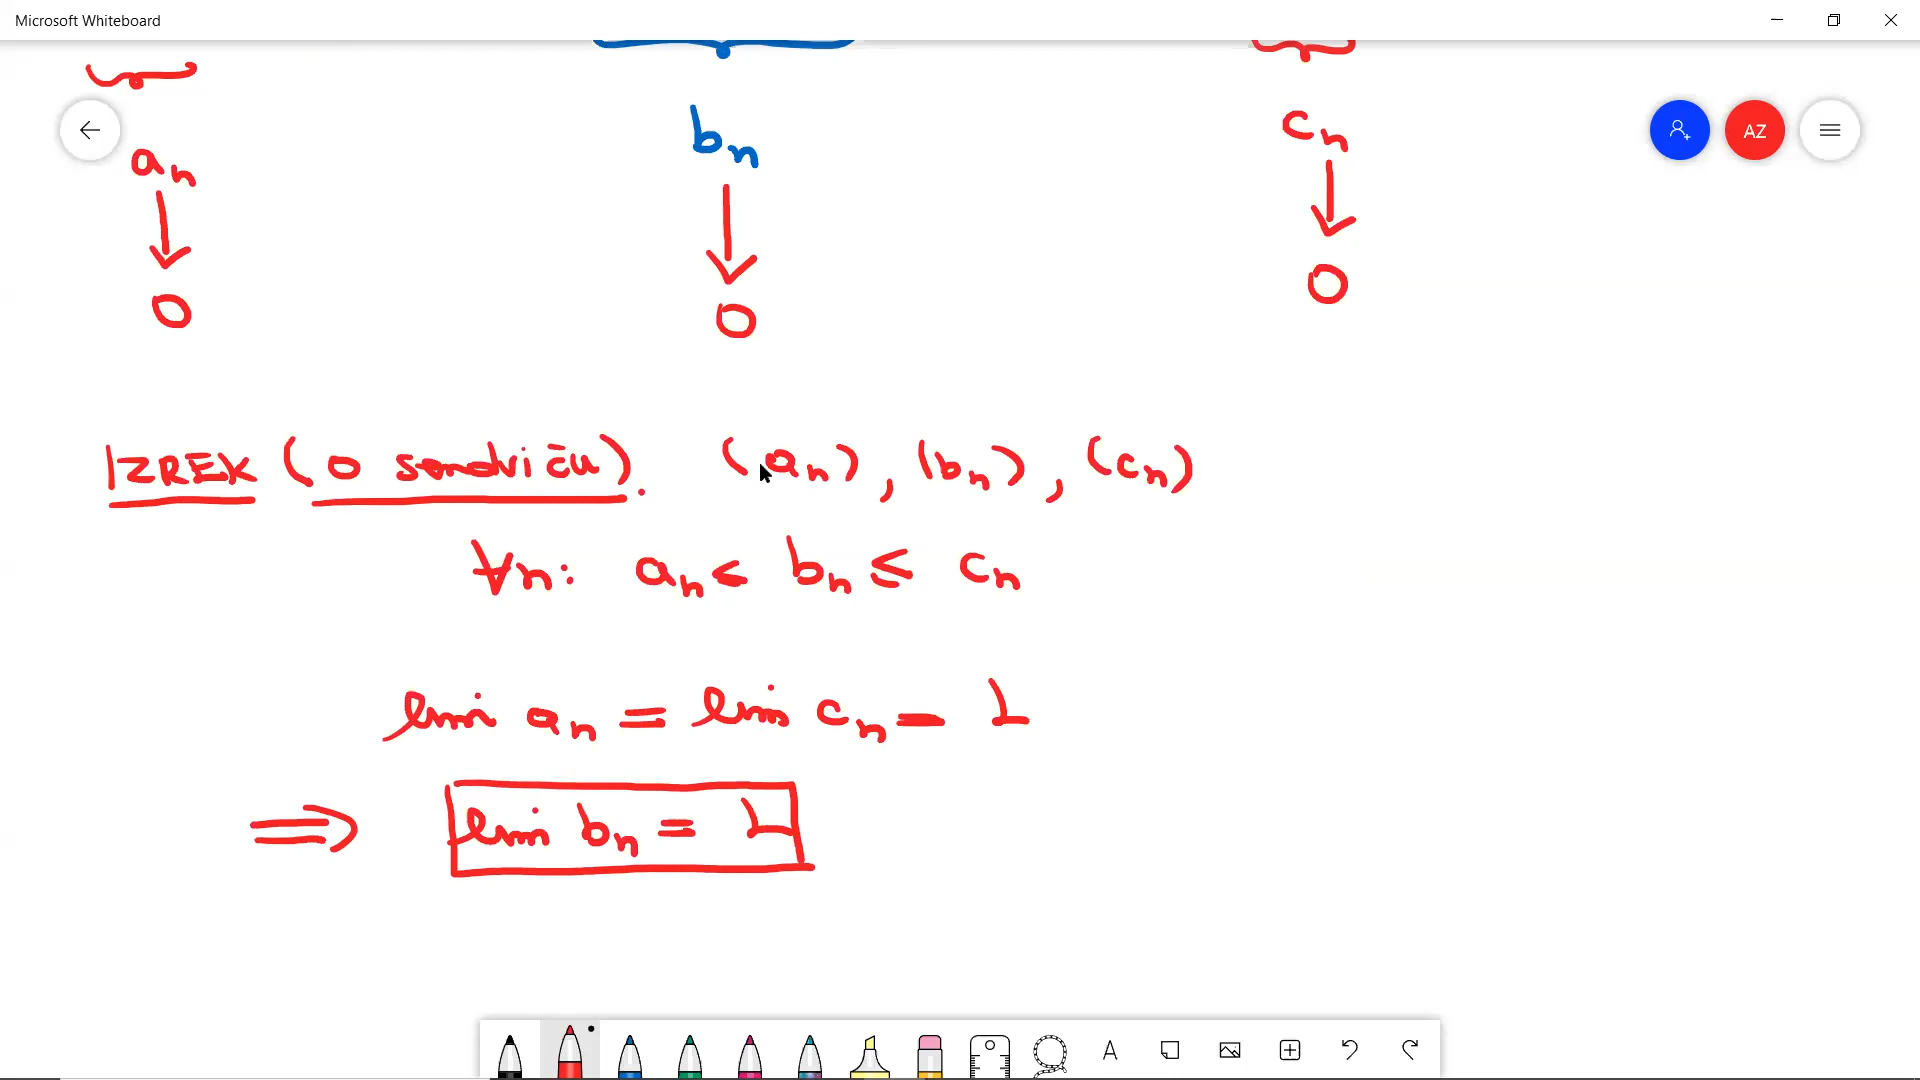 Microsoft Whiteboard
aₙ bₙ cₙ
AZ
↓ ↓ ↓
0 0 0
IZREK (o sendviču). (aₙ), (bₙ), (cₙ)
∀n: aₙ ≤ bₙ ≤ cₙ
lim aₙ = lim cₙ = L
⇒ lim bₙ = L
A